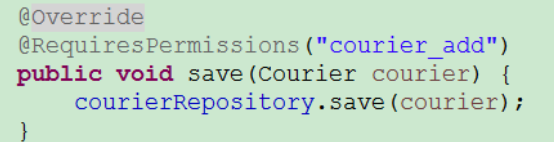 @Override
@RequiresPermissions("courier_add")
public void save(Courier courier) {
    courierRepository.save(courier);
}